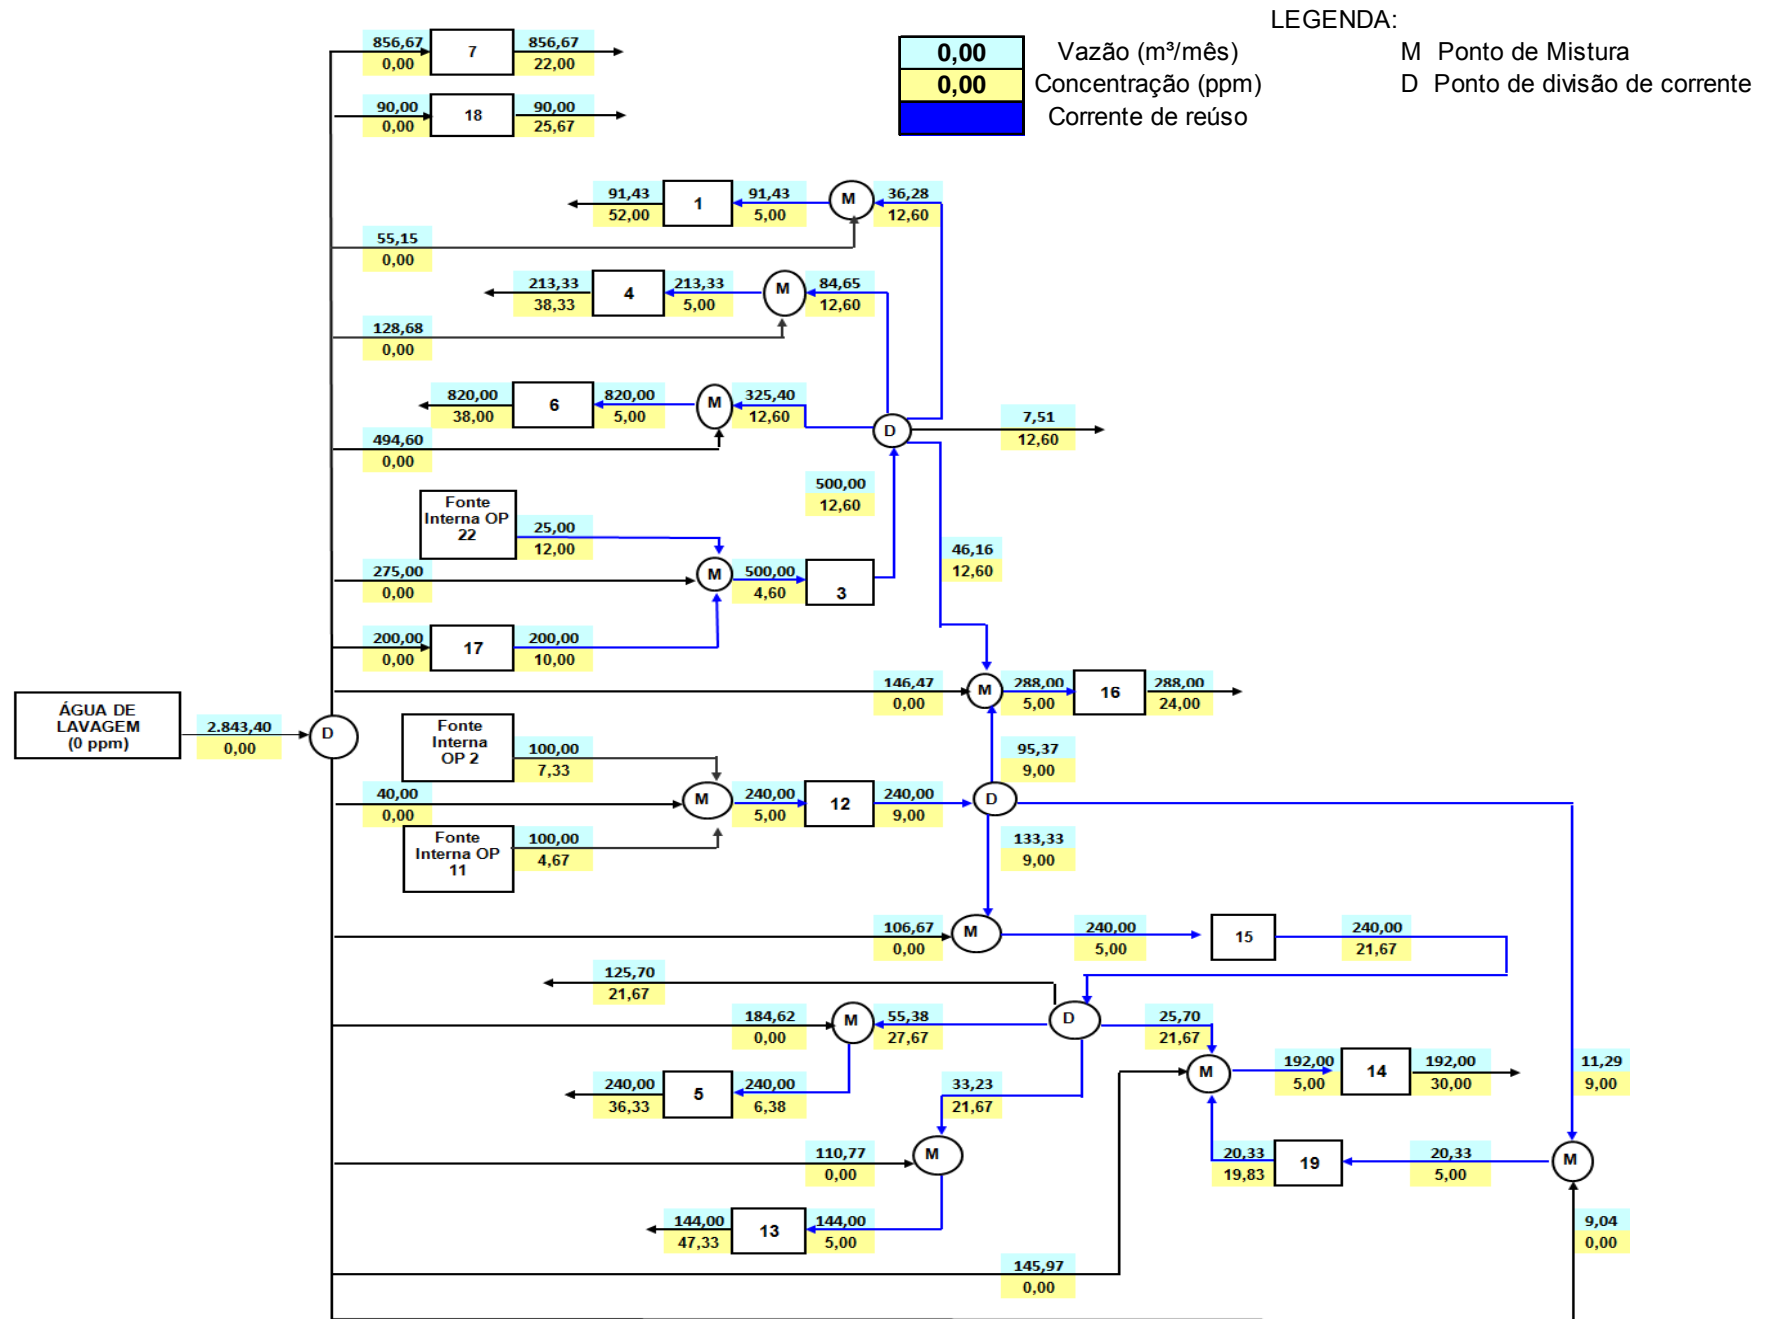 LEGENDA:
0,00 Vazão (m³/mês)
0,00 Concentração (ppm)
Corrente de reúso
M Ponto de Mistura
D Ponto de divisão de corrente
856,67 7 856,67
0,00 22,00
90,00 18 90,00
0,00 25,67
91,43 1 91,43 M 36,28
52,00 5,00 12,60
55,15
0,00
213,33 4 213,33 M 84,65
38,33 5,00 12,60
128,68
0,00
820,00 6 820,00 M 325,40
38,00 5,00 12,60
D 7,51
12,60
494,60
0,00
500,00
12,60
Fonte
Interna OP
22
25,00
12,00
46,16
12,60
275,00 M 500,00 3
0,00 4,60
200,00 17 200,00
0,00 10,00
146,47 M 288,00 16 288,00
0,00 5,00 24,00
ÁGUA DE
LAVAGEM
(0 ppm)
2.843,40 D
0,00
Fonte
Interna
OP 2
100,00
7,33
95,37
9,00
40,00 M 240,00 12 240,00 D
0,00 5,00 9,00
Fonte
Interna OP
11
100,00
4,67
133,33
9,00
106,67 M 240,00 15 240,00
0,00 5,00 21,67
125,70
21,67
184,62 M 55,38 D 25,70
0,00 27,67 21,67
M 192,00 14 192,00 11,29
5,00 30,00 9,00
240,00 5 240,00 33,23
36,33 6,38 21,67
110,77 M 20,33 19 20,33 M
0,00 19,83 5,00
144,00 13 144,00 9,04
47,33 5,00 0,00
145,97
0,00